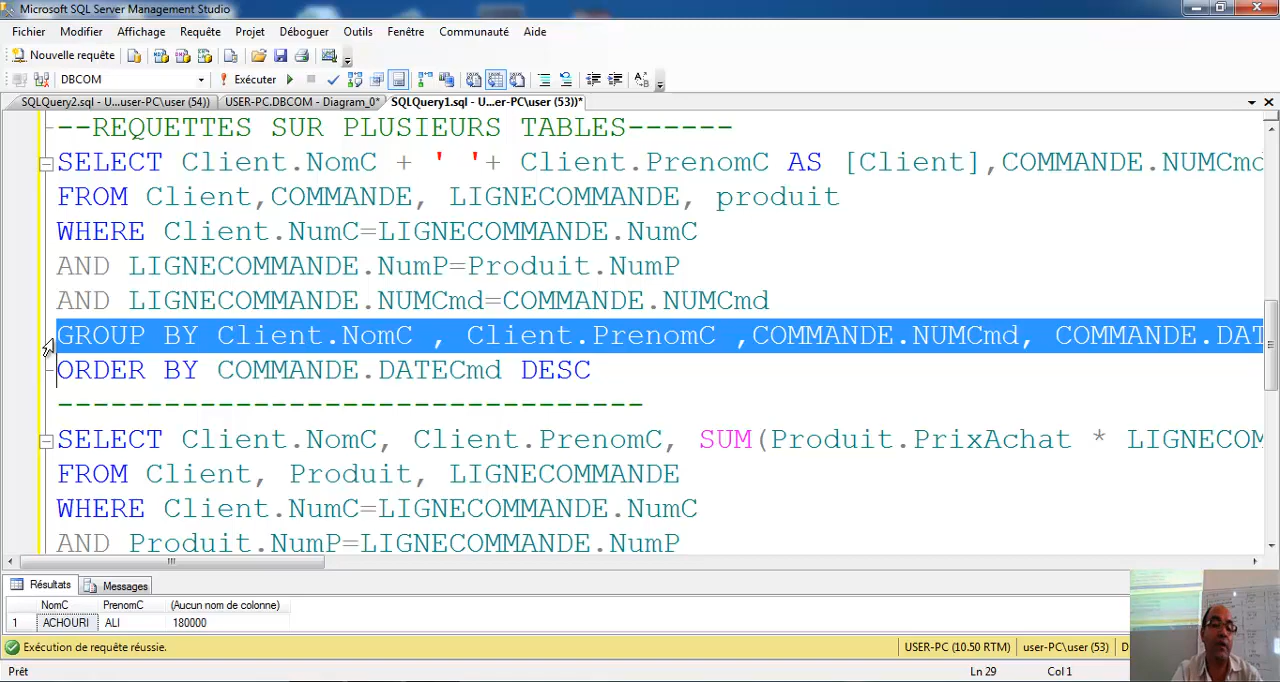 Microsoft SQL Server Management Studio
Fichier Modifier Affichage Requête Projet Déboguer Outils Fenêtre Communauté Aide
Nouvelle requête
DBCOM Exécuter
SQLQuery2.sql - U...user-PC\user (54)) USER-PC.DBCOM - Diagram_0* SQLQuery1.sql - U...er-PC\user (53))*
--REQUETTES SUR PLUSIEURS TABLES------
SELECT Client.NomC + ' '+ Client.PrenomC AS [Client],COMMANDE.NUMCmd
FROM Client,COMMANDE, LIGNECOMMANDE, produit
WHERE Client.NumC=LIGNECOMMANDE.NumC
AND LIGNECOMMANDE.NumP=Produit.NumP
AND LIGNECOMMANDE.NUMCmd=COMMANDE.NUMCmd
GROUP BY Client.NomC , Client.PrenomC ,COMMANDE.NUMCmd, COMMANDE.DAT
ORDER BY COMMANDE.DATECmd DESC
---------------------------------
SELECT Client.NomC, Client.PrenomC, SUM(Produit.PrixAchat * LIGNECOM
FROM Client, Produit, LIGNECOMMANDE
WHERE Client.NumC=LIGNECOMMANDE.NumC
AND Produit.NumP=LIGNECOMMANDE.NumP
Résultats Messages
NomC PrenomC (Aucun nom de colonne)
1 ACHOURI ALI 180000
Exécution de requête réussie. USER-PC (10.50 RTM) user-PC\user (53) D
Prêt Ln 29 Col 1